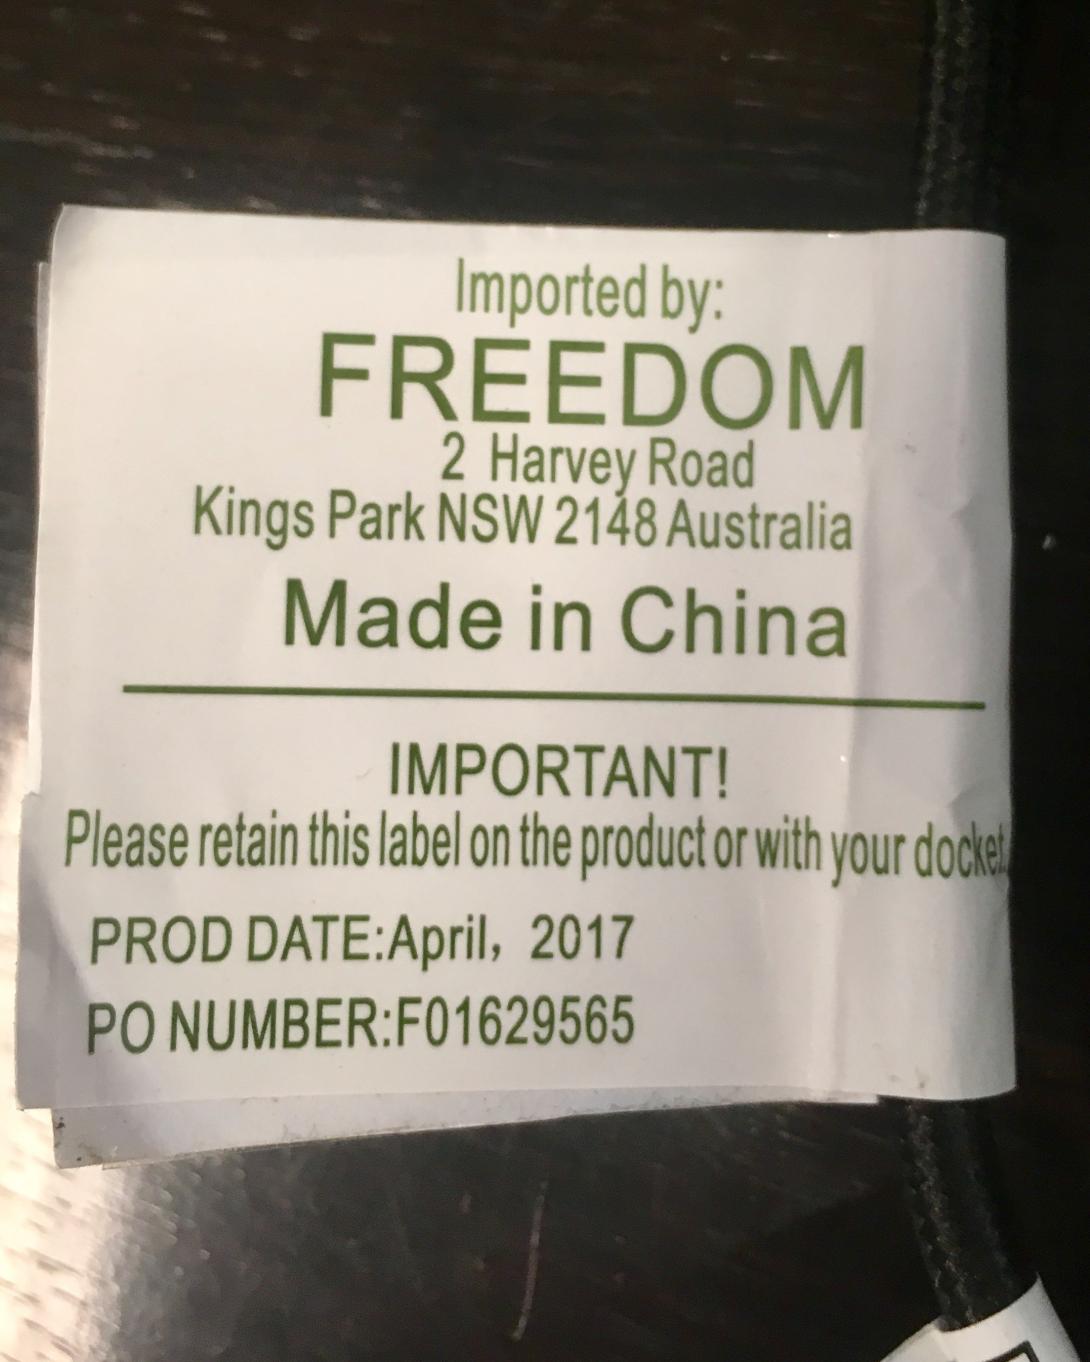 Imported by:
FREEDOM
2 Harvey Road
Kings Park NSW 2148 Australia
Made in China
IMPORTANT!
Please retain this label on the product or with your docket.
PROD DATE:April, 2017
PO NUMBER:F01629565